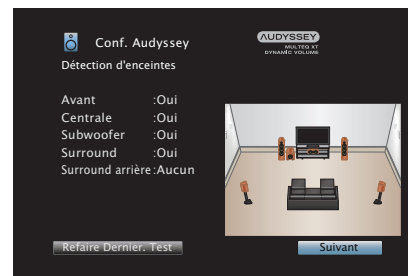 Conf. Audyssey
AUDYSSEY
MULTEQ XT
DYNAMIC VOLUME
Détection d'enceintes
Avant :Oui
Centrale :Oui
Subwoofer :Oui
Surround :Oui
Surround arrière :Aucun
Refaire Dernier. Test
Suivant